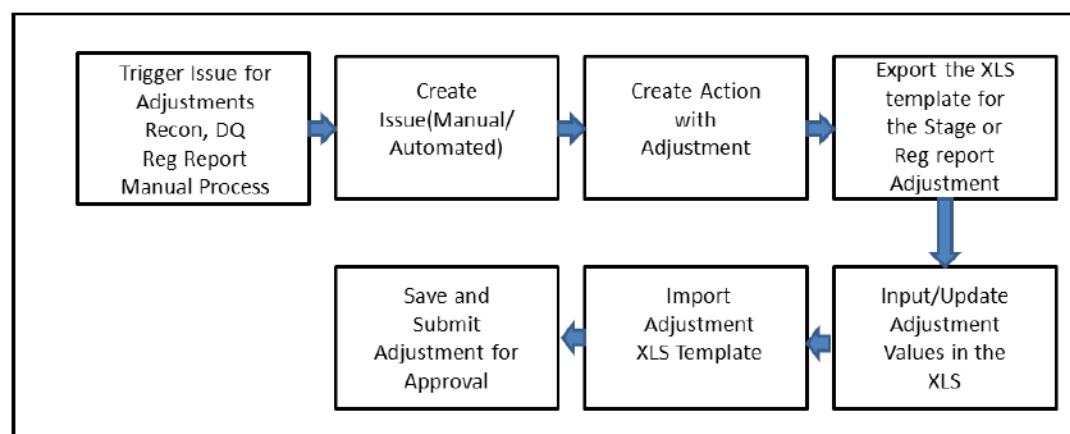 Trigger Issue for
Adjustments
Recon, DQ
Reg Report
Manual Process
Create
Issue(Manual/
Automated)
Create Action
with
Adjustment
Export the XLS
template for
the Stage or
Reg report
Adjustment
Input/Update
Adjustment
Values in the
XLS
Import
Adjustment
XLS Template
Save and
Submit
Adjustment for
Approval